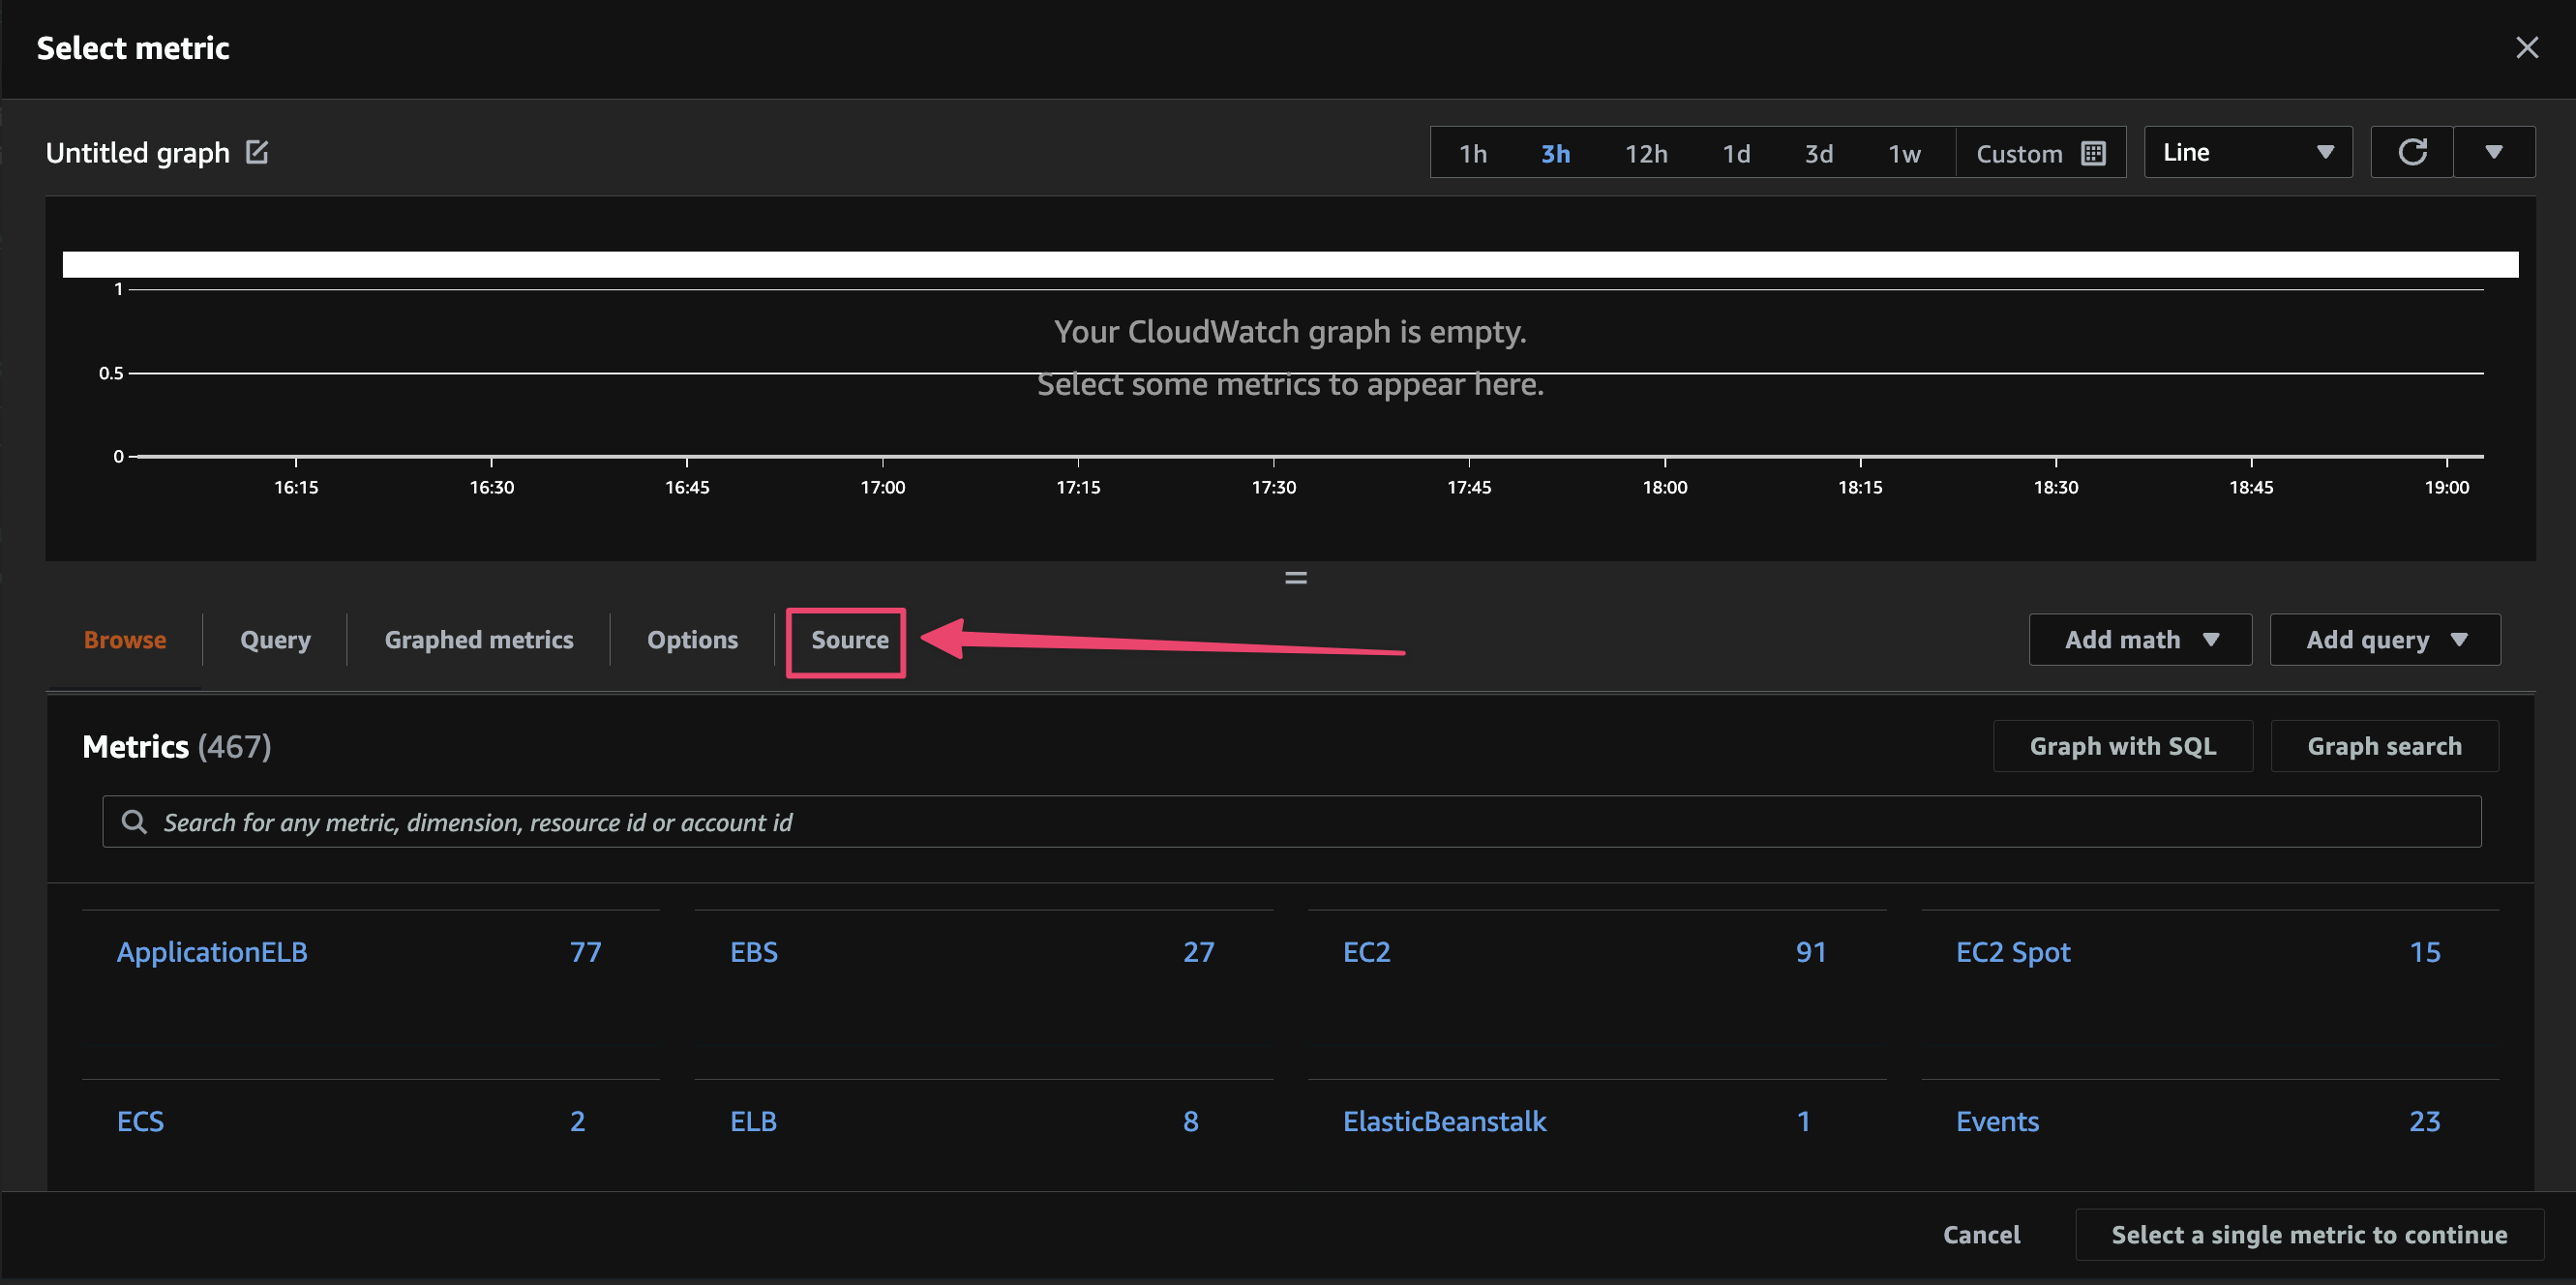 Select metric
Untitled graph
1h 3h 12h 1d 3d 1w Custom
Line
1
Your CloudWatch graph is empty.
0.5
Select some metrics to appear here.
0
16:15 16:30 16:45 17:00 17:15 17:30 17:45 18:00 18:15 18:30 18:45 19:00
Browse Query Graphed metrics Options Source Add math Add query
Metrics (467) Graph with SQL Graph search
Search for any metric, dimension, resource id or account id
ApplicationELB 77 EBS 27 EC2 91 EC2 Spot 15
ECS 2 ELB 8 ElasticBeanstalk 1 Events 23
Cancel Select a single metric to continue